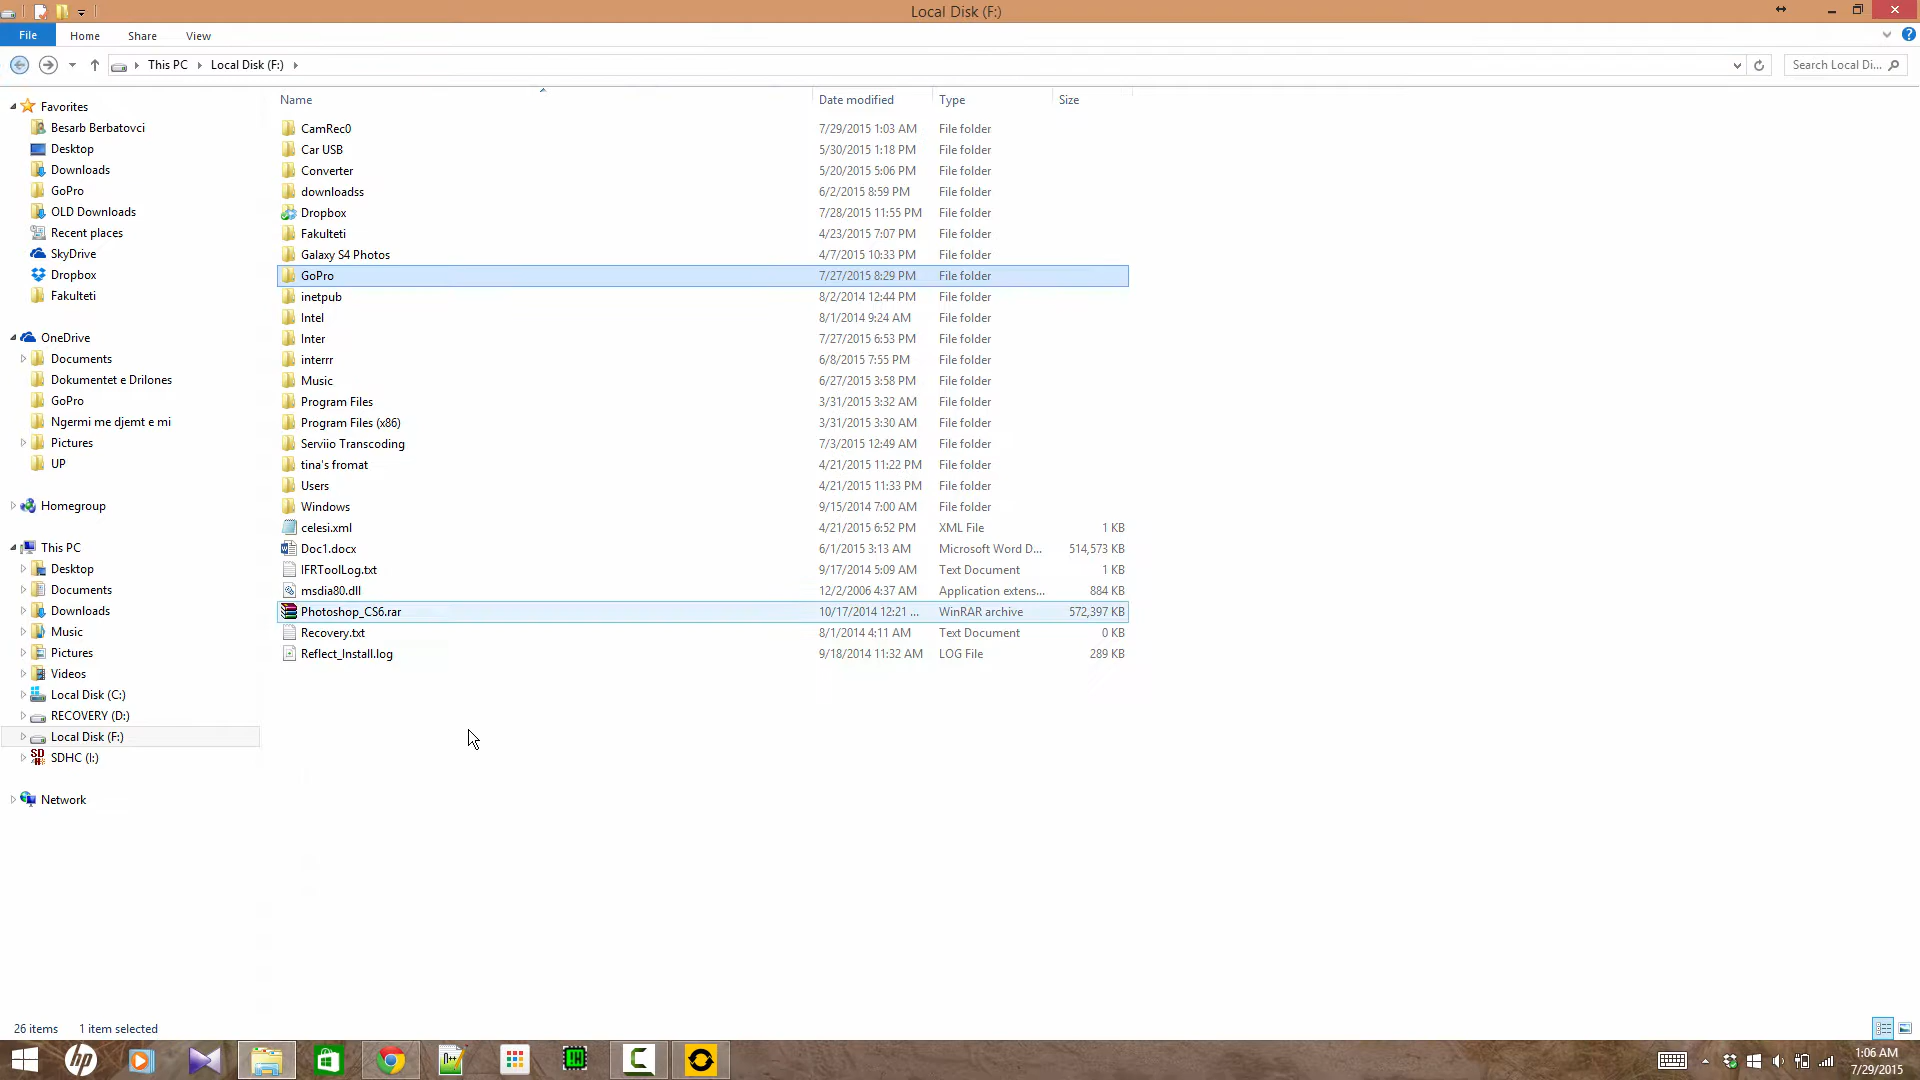 Local Disk (F:)
File Home Share View
This PC Local Disk (F:) Search Local Di...
Name Date modified Type Size
Favorites
Besarb Berbatovci
Desktop
Downloads
GoPro
OLD Downloads
Recent places
SkyDrive
Dropbox
Fakulteti
OneDrive
Documents
Dokumentet e Drilones
GoPro
Ngermi me djemt e mi
Pictures
UP
Homegroup
This PC
Desktop
Documents
Downloads
Music
Pictures
Videos
Local Disk (C:)
RECOVERY (D:)
Local Disk (F:)
SDHC (I:)
Network
CamRec0 7/29/2015 1:03 AM File folder
Car USB 5/30/2015 1:18 PM File folder
Converter 5/20/2015 5:06 PM File folder
downloadss 6/2/2015 8:59 PM File folder
Dropbox 7/28/2015 11:55 PM File folder
Fakulteti 4/23/2015 7:07 PM File folder
Galaxy S4 Photos 4/7/2015 10:33 PM File folder
GoPro 7/27/2015 8:29 PM File folder
inetpub 8/2/2014 12:44 PM File folder
Intel 8/1/2014 9:24 AM File folder
Inter 7/27/2015 6:53 PM File folder
interrr 6/8/2015 7:55 PM File folder
Music 6/27/2015 3:58 PM File folder
Program Files 3/31/2015 3:32 AM File folder
Program Files (x86) 3/31/2015 3:30 AM File folder
Serviio Transcoding 7/3/2015 12:49 AM File folder
tina's fromat 4/21/2015 11:22 PM File folder
Users 4/21/2015 11:33 PM File folder
Windows 9/15/2014 7:00 AM File folder
celesi.xml 4/21/2015 6:52 PM XML File 1 KB
Doc1.docx 6/1/2015 3:13 AM Microsoft Word D... 514,573 KB
IFRToolLog.txt 9/17/2014 5:09 AM Text Document 1 KB
msdia80.dll 12/2/2006 4:37 AM Application extens... 884 KB
Photoshop_CS6.rar 10/17/2014 12:21 ... WinRAR archive 572,397 KB
Recovery.txt 8/1/2014 4:11 AM Text Document 0 KB
Reflect_Install.log 9/18/2014 11:32 AM LOG File 289 KB
26 items 1 item selected
1:06 AM
7/29/2015